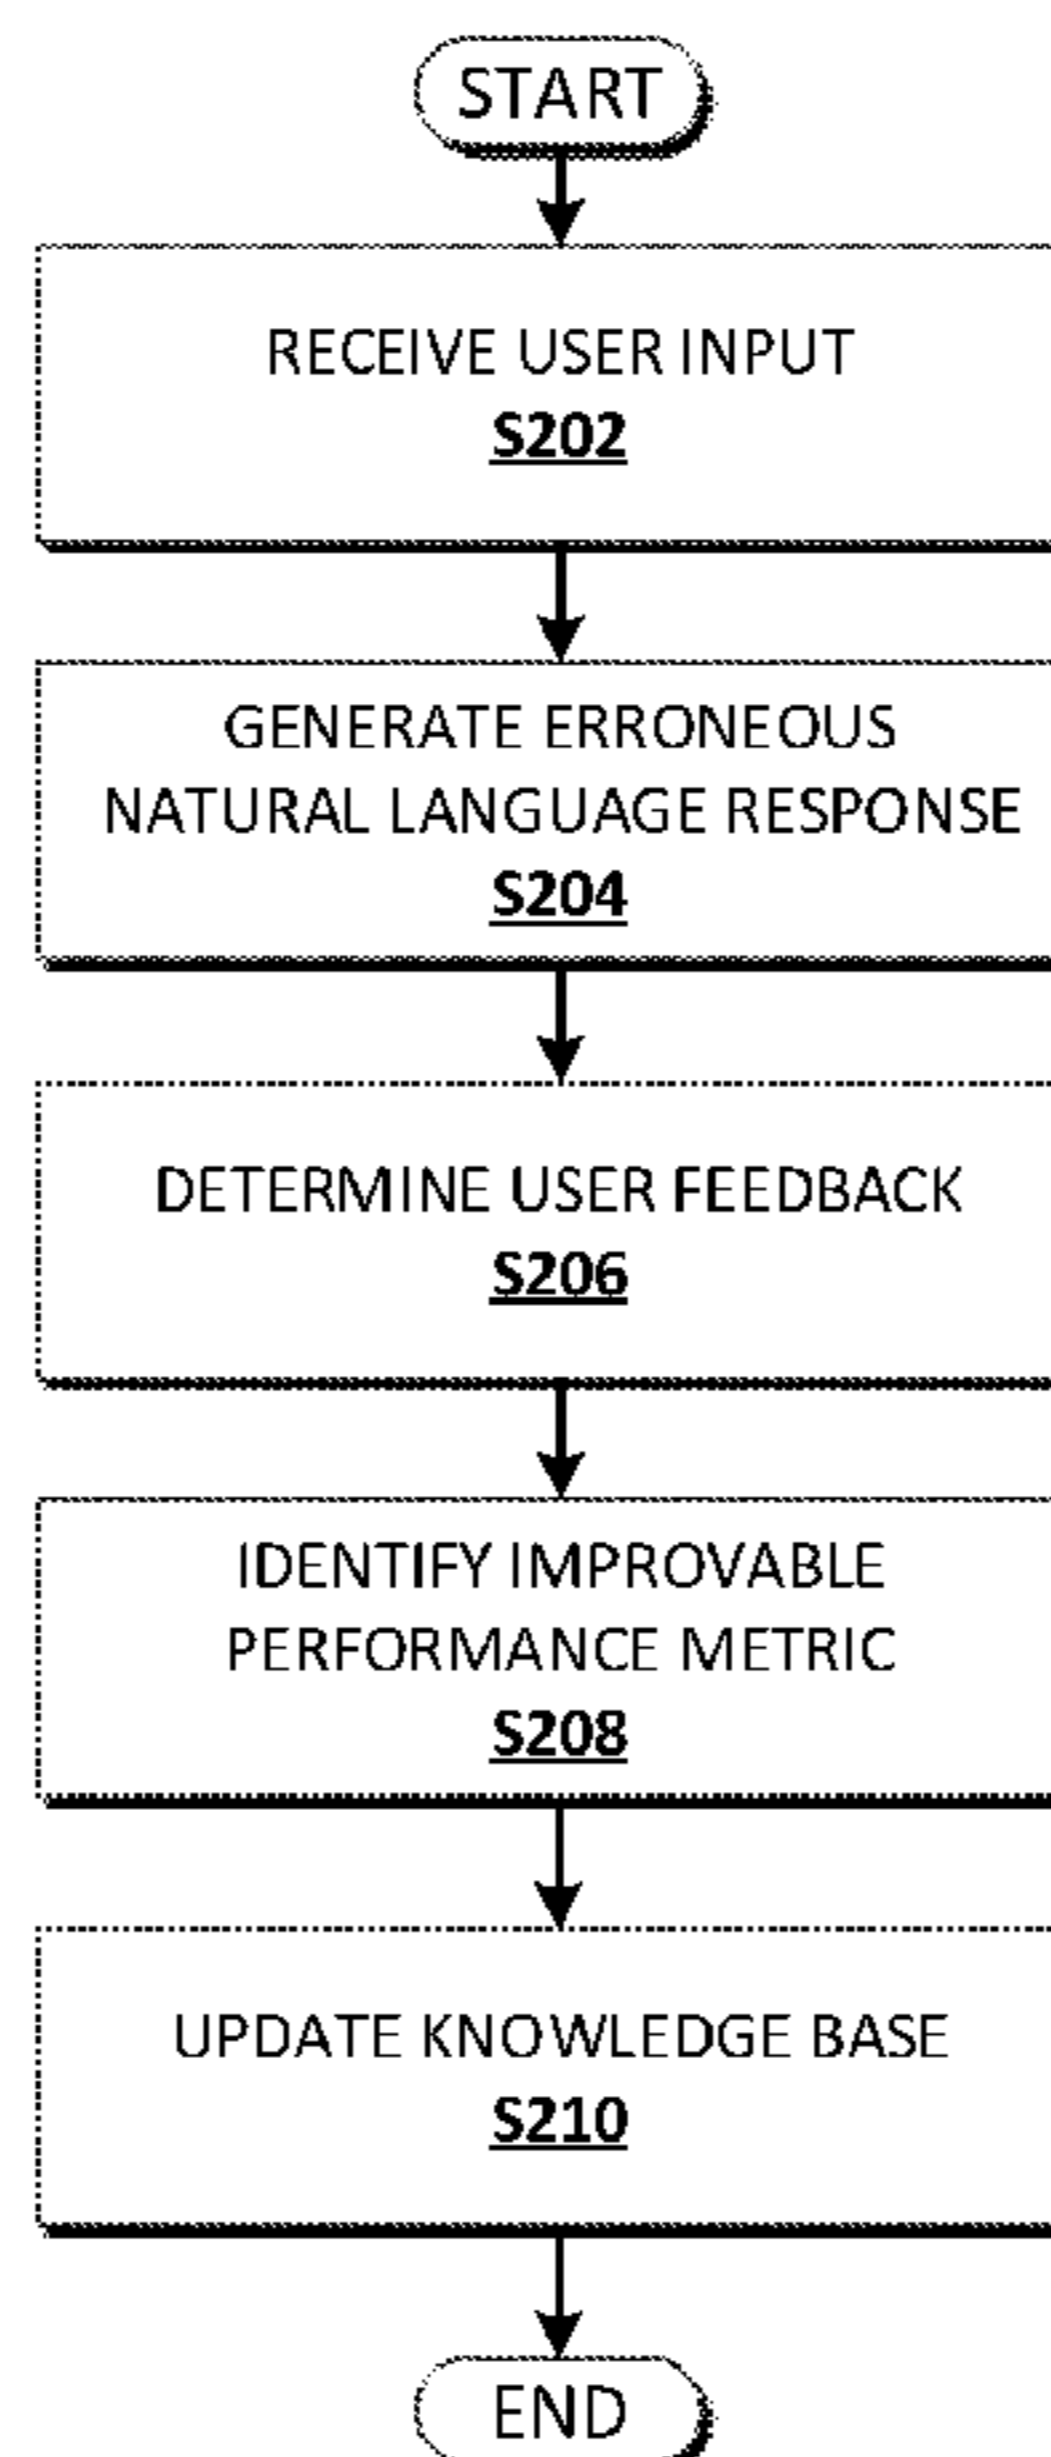 START
RECEIVE USER INPUT
S202
GENERATE ERRONEOUS
NATURAL LANGUAGE RESPONSE
S204
DETERMINE USER FEEDBACK
S206
IDENTIFY IMPROVABLE
PERFORMANCE METRIC
S208
UPDATE KNOWLEDGE BASE
S210
END